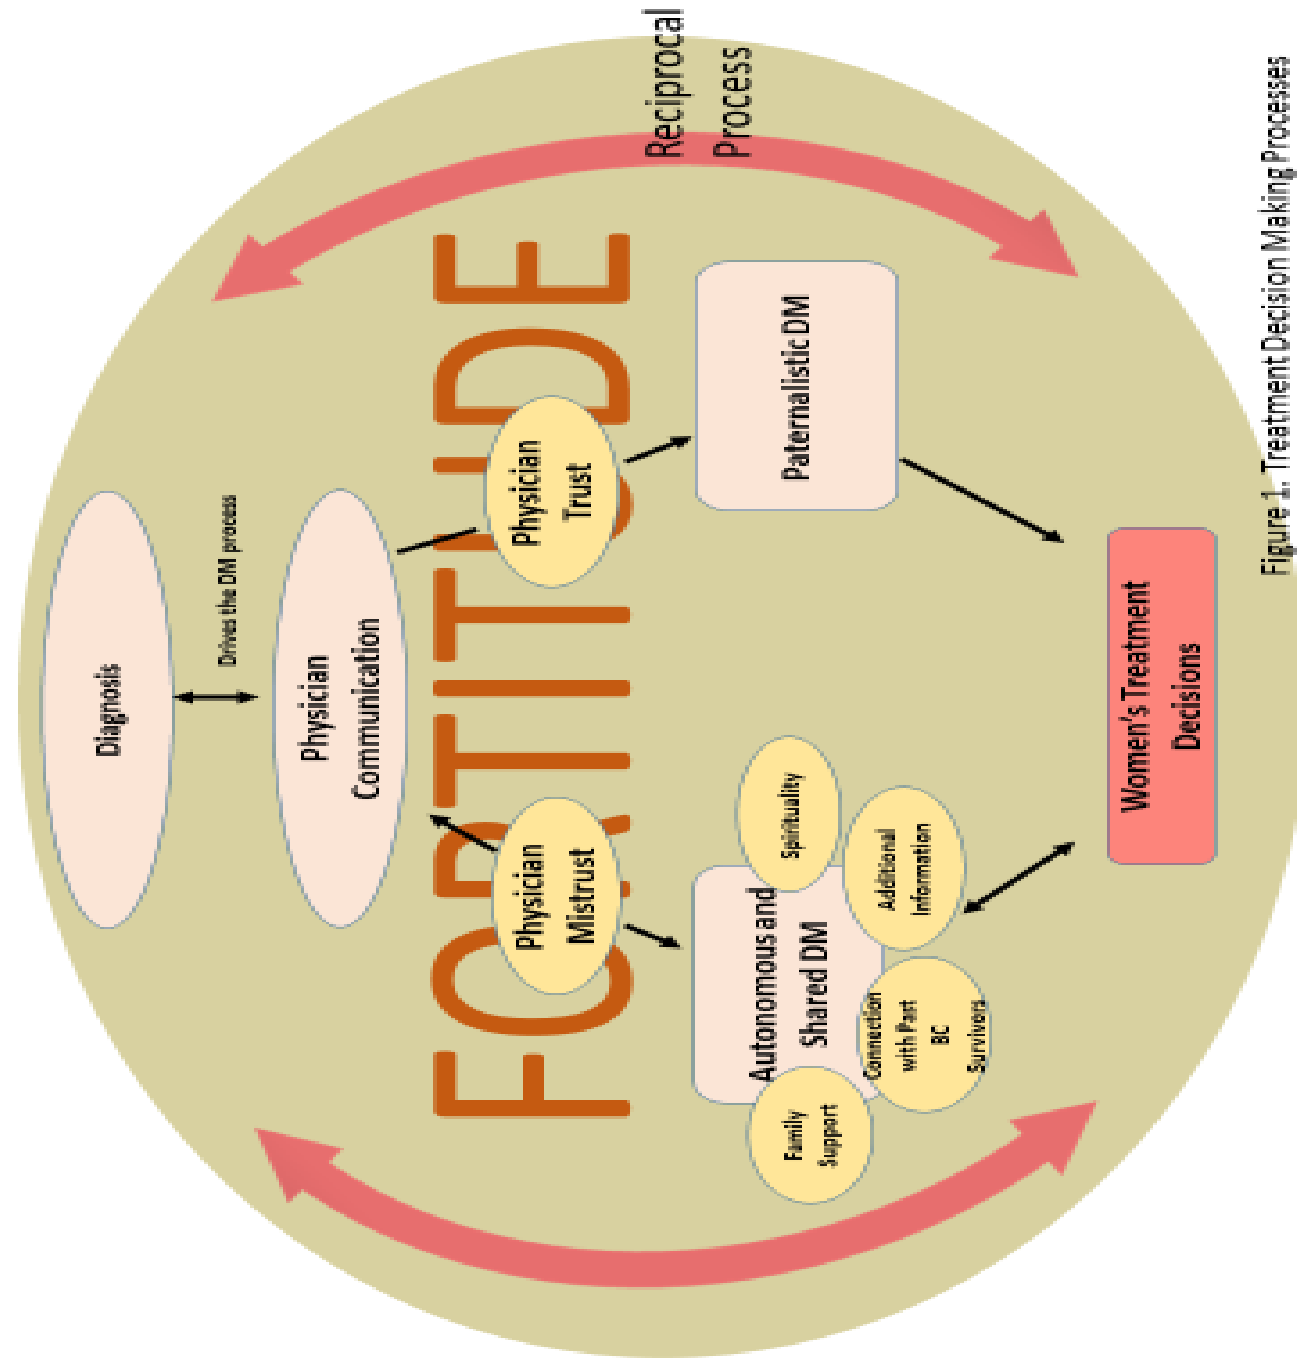 Diagnosis
Drives the DM process
Physician
Communication
FORTITUDE
Physician
Mistrust
Physician
Trust
Autonomous and
Shared DM
Family
Support
Connection
with Past
BC
Survivors
Additional
Information
Spirituality
Paternalistic DM
Women's Treatment
Decisions
Reciprocal
Process
Figure 1. Treatment Decision Making Processes